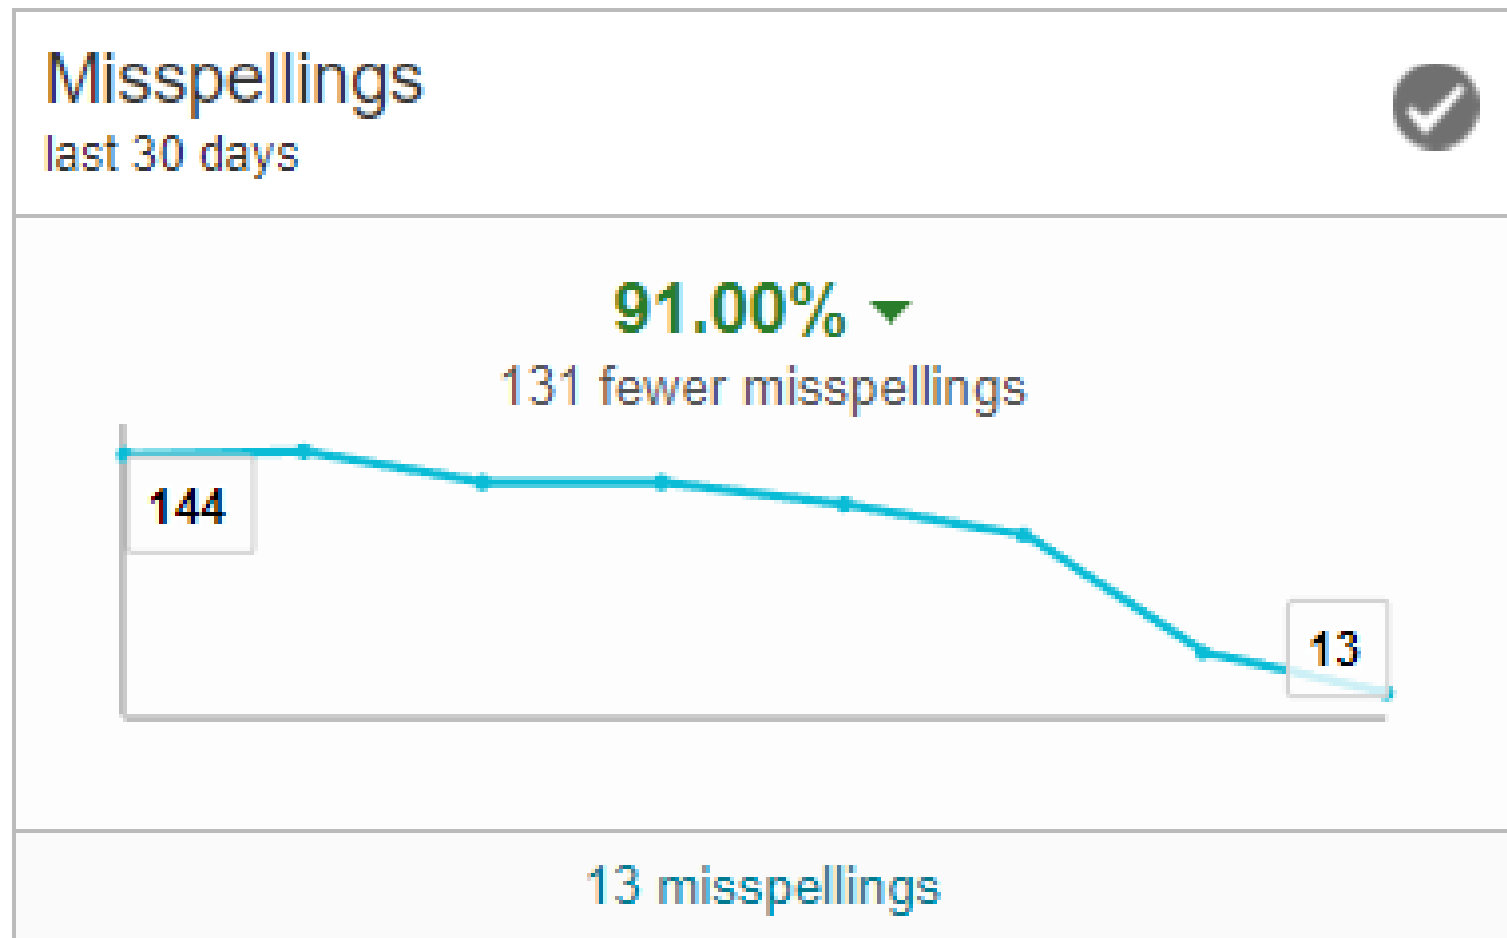 Misspellings
last 30 days
91.00%
131 fewer misspellings
144
13
13 misspellings